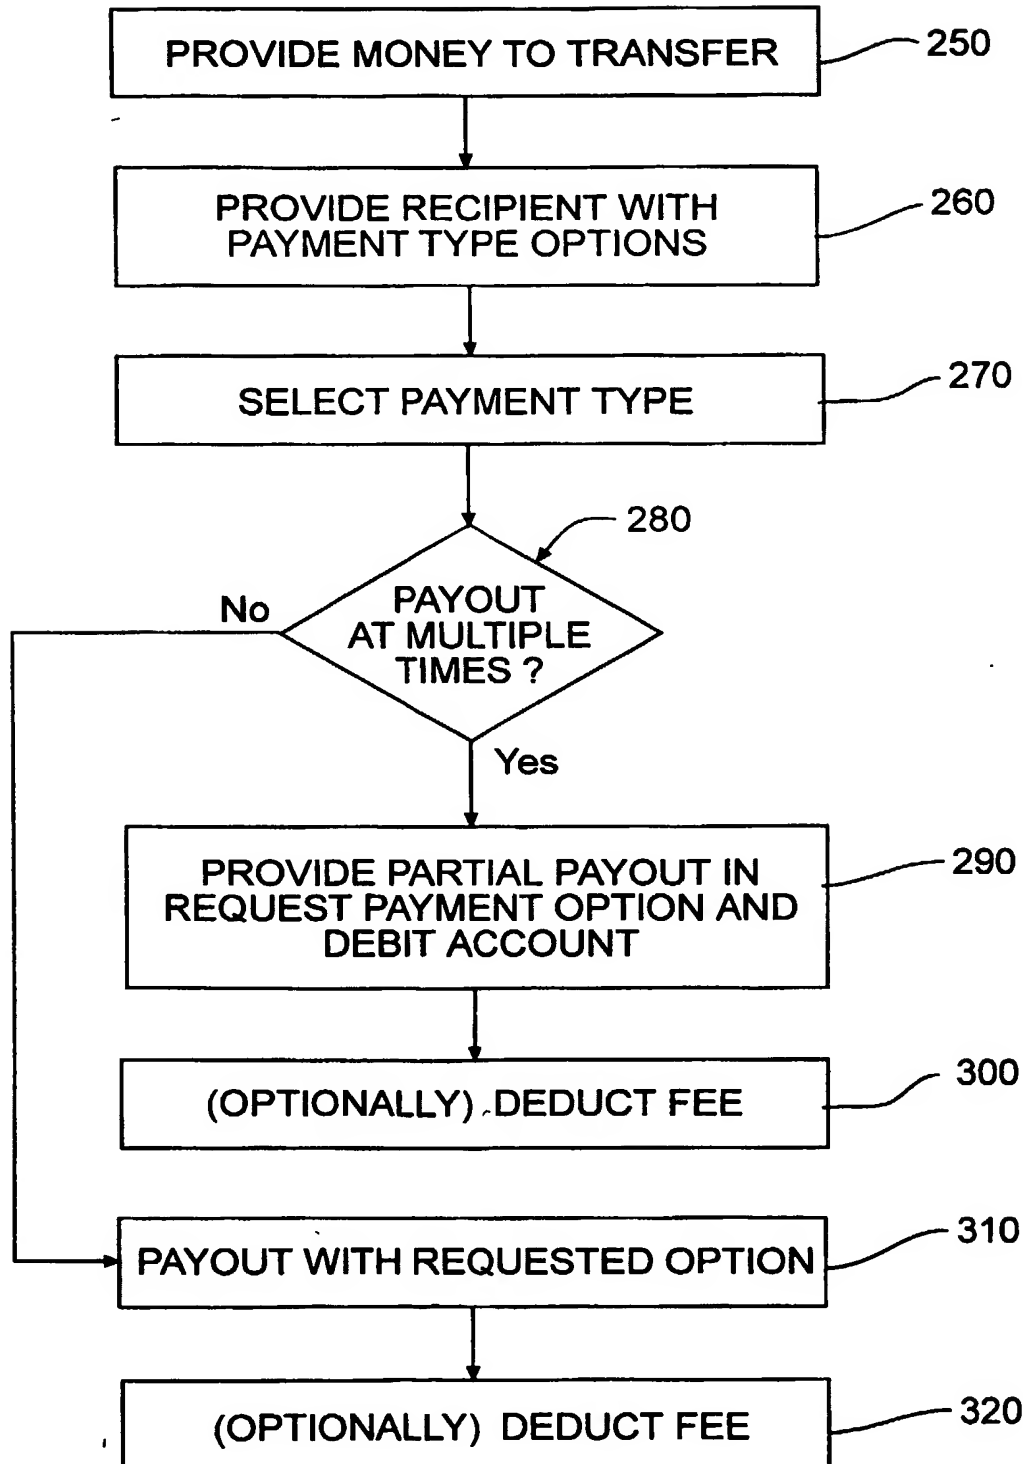 PROVIDE MONEY TO TRANSFER
250
PROVIDE RECIPIENT WITH
PAYMENT TYPE OPTIONS
260
SELECT PAYMENT TYPE
270
280
PAYOUT
AT MULTIPLE
TIMES ?
No
Yes
PROVIDE PARTIAL PAYOUT IN
REQUEST PAYMENT OPTION AND
DEBIT ACCOUNT
290
(OPTIONALLY) DEDUCT FEE
300
PAYOUT WITH REQUESTED OPTION
310
(OPTIONALLY) DEDUCT FEE
320